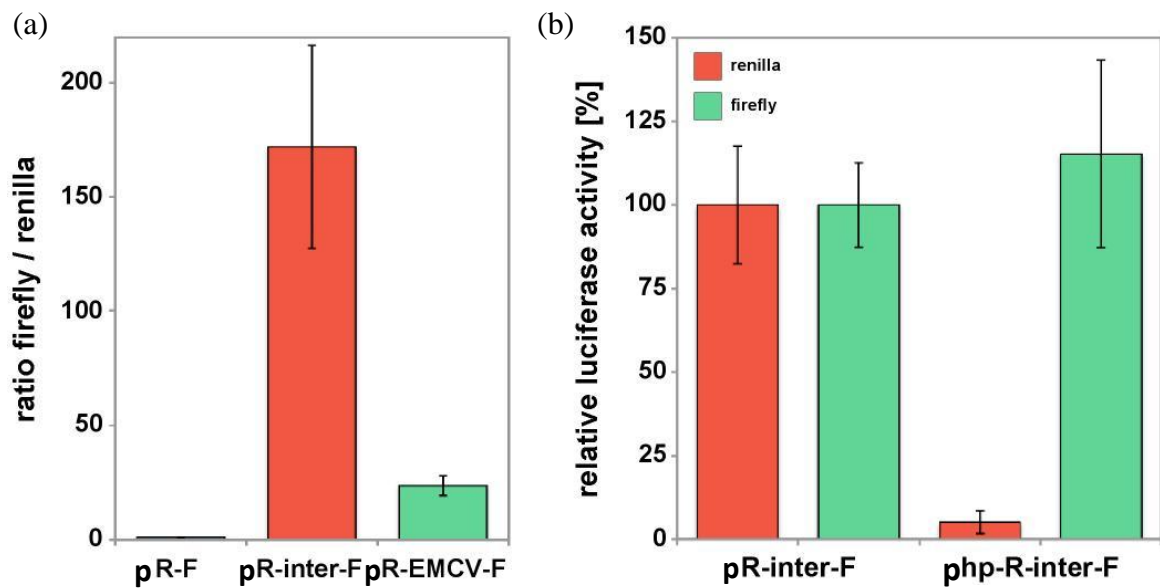 (a)
ratio firefly / renilla
200
150
100
50
0
pR-F pR-inter-F pR-EMCV-F
(b)
relative luciferase activity [%]
150
125
100
75
50
25
0
renilla
firefly
pR-inter-F php-R-inter-F